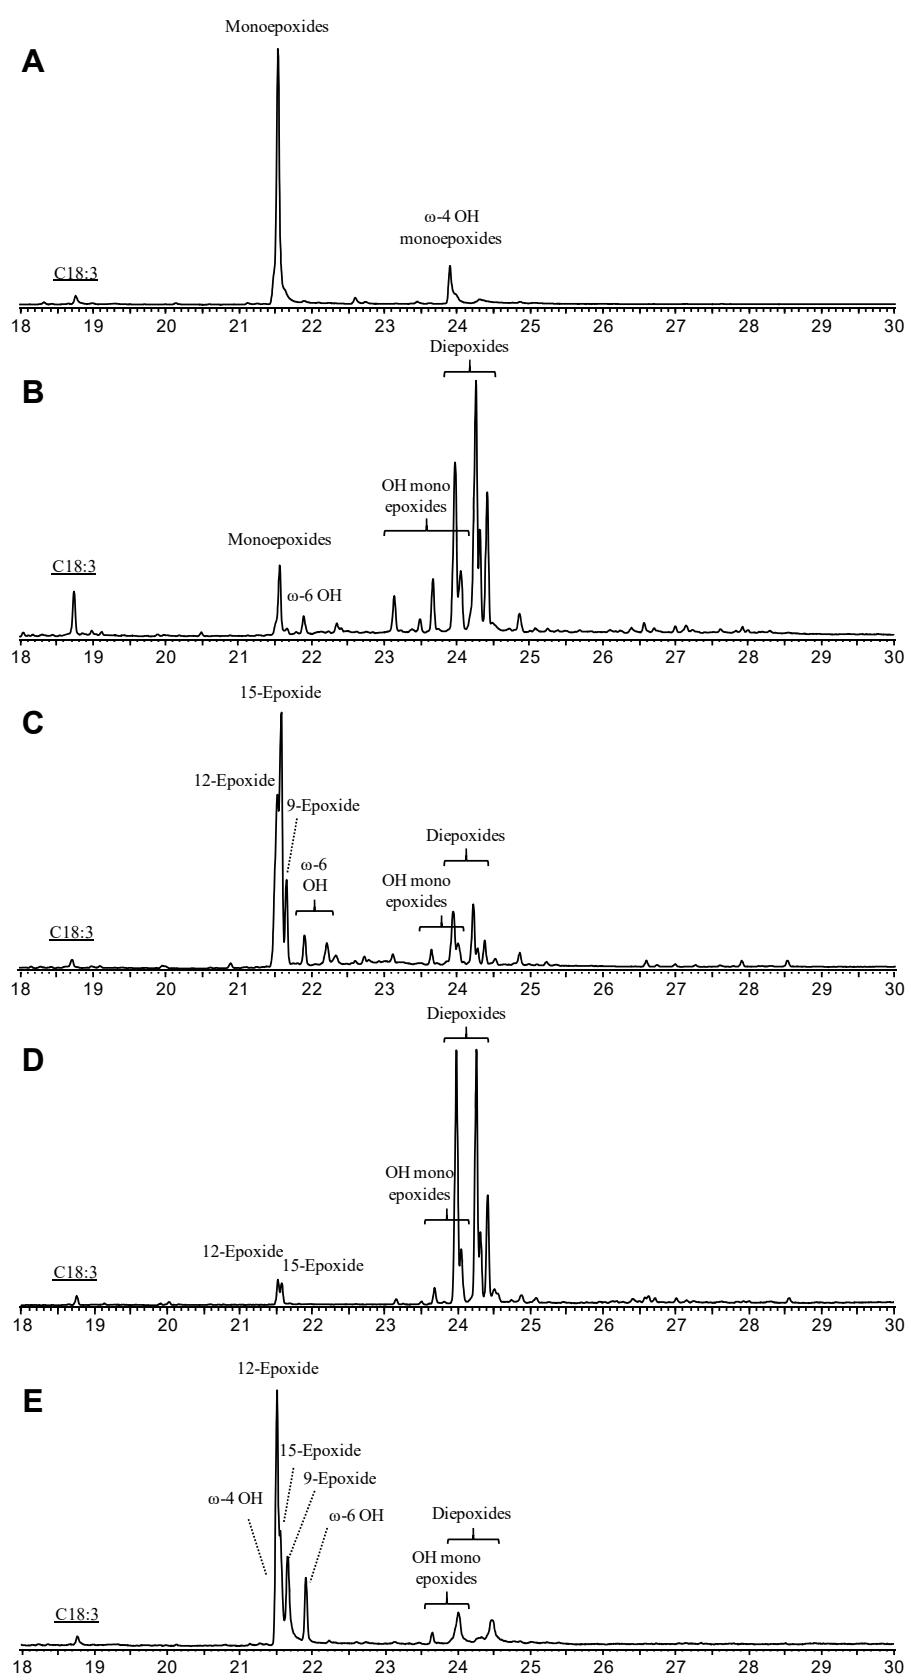 Monoepoxides
A
ω-4 OH
monoepoxides
C18:3
18 19 20 21 22 23 24 25 26 27 28 29 30
Diepoxides
B
OH mono
epoxides
Monoepoxides
C18:3
ω-6 OH
18 19 20 21 22 23 24 25 26 27 28 29 30
15-Epoxide
C
12-Epoxide
9-Epoxide
Diepoxides
ω-6
OH
OH mono
epoxides
C18:3
18 19 20 21 22 23 24 25 26 27 28 29 30
Diepoxides
D
OH mono
epoxides
12-Epoxide
15-Epoxide
C18:3
18 19 20 21 22 23 24 25 26 27 28 29 30
12-Epoxide
E
15-Epoxide
9-Epoxide
ω-4 OH
ω-6 OH
Diepoxides
OH mono
epoxides
C18:3
18 19 20 21 22 23 24 25 26 27 28 29 30